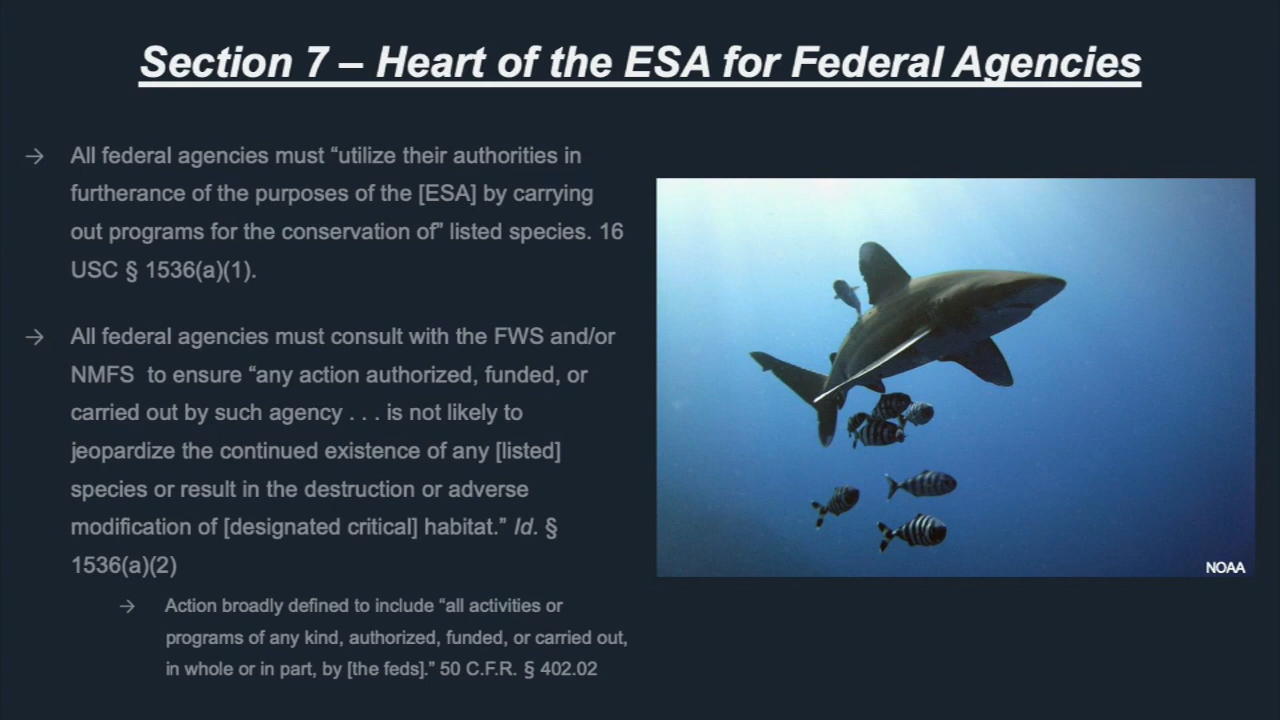 Section 7 – Heart of the ESA for Federal Agencies
→ All federal agencies must “utilize their authorities in
furtherance of the purposes of the [ESA] by carrying
out programs for the conservation of” listed species. 16
USC § 1536(a)(1).
→ All federal agencies must consult with the FWS and/or
NMFS to ensure “any action authorized, funded, or
carried out by such agency . . . is not likely to
jeopardize the continued existence of any [listed]
species or result in the destruction or adverse
modification of [designated critical] habitat.” Id. §
1536(a)(2)
→ Action broadly defined to include “all activities or
programs of any kind, authorized, funded, or carried out,
in whole or in part, by [the feds].” 50 C.F.R. § 402.02
NOAA